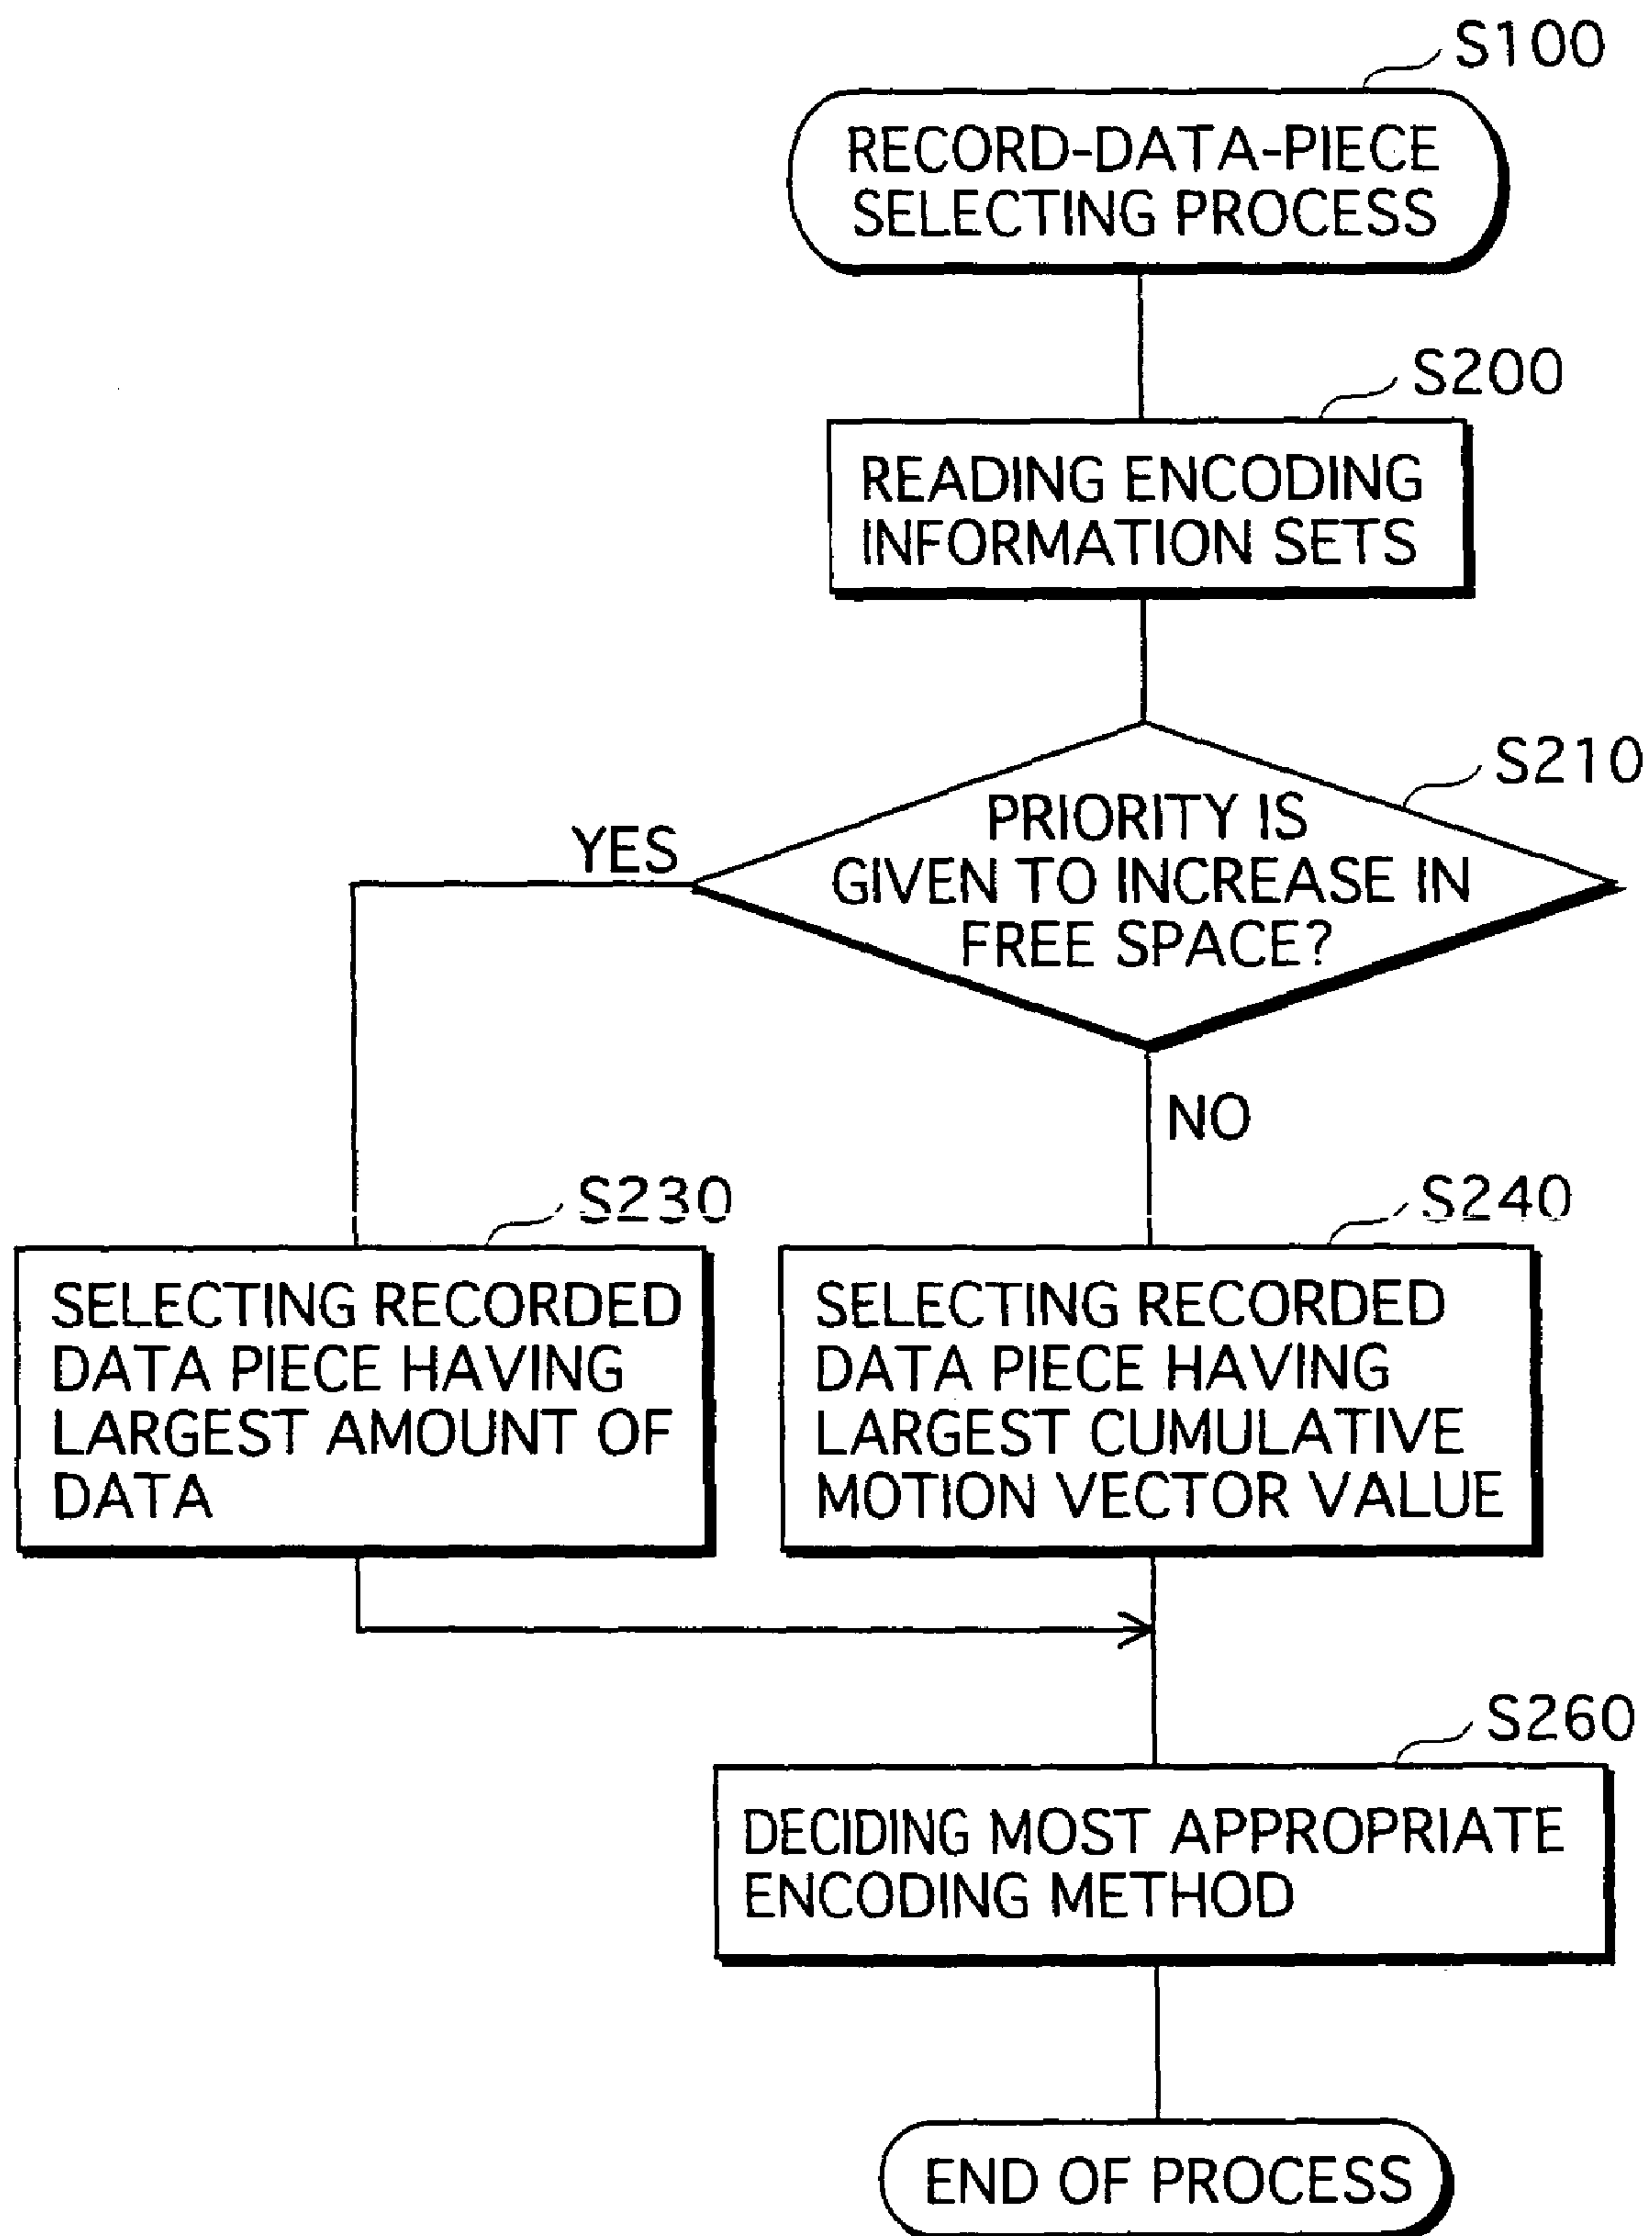 S100
RECORD-DATA-PIECE
SELECTING PROCESS
S200
READING ENCODING
INFORMATION SETS
S210
PRIORITY IS
GIVEN TO INCREASE IN
FREE SPACE?
YES
NO
S230
SELECTING RECORDED
DATA PIECE HAVING
LARGEST AMOUNT OF
DATA
S240
SELECTING RECORDED
DATA PIECE HAVING
LARGEST CUMULATIVE
MOTION VECTOR VALUE
S260
DECIDING MOST APPROPRIATE
ENCODING METHOD
END OF PROCESS